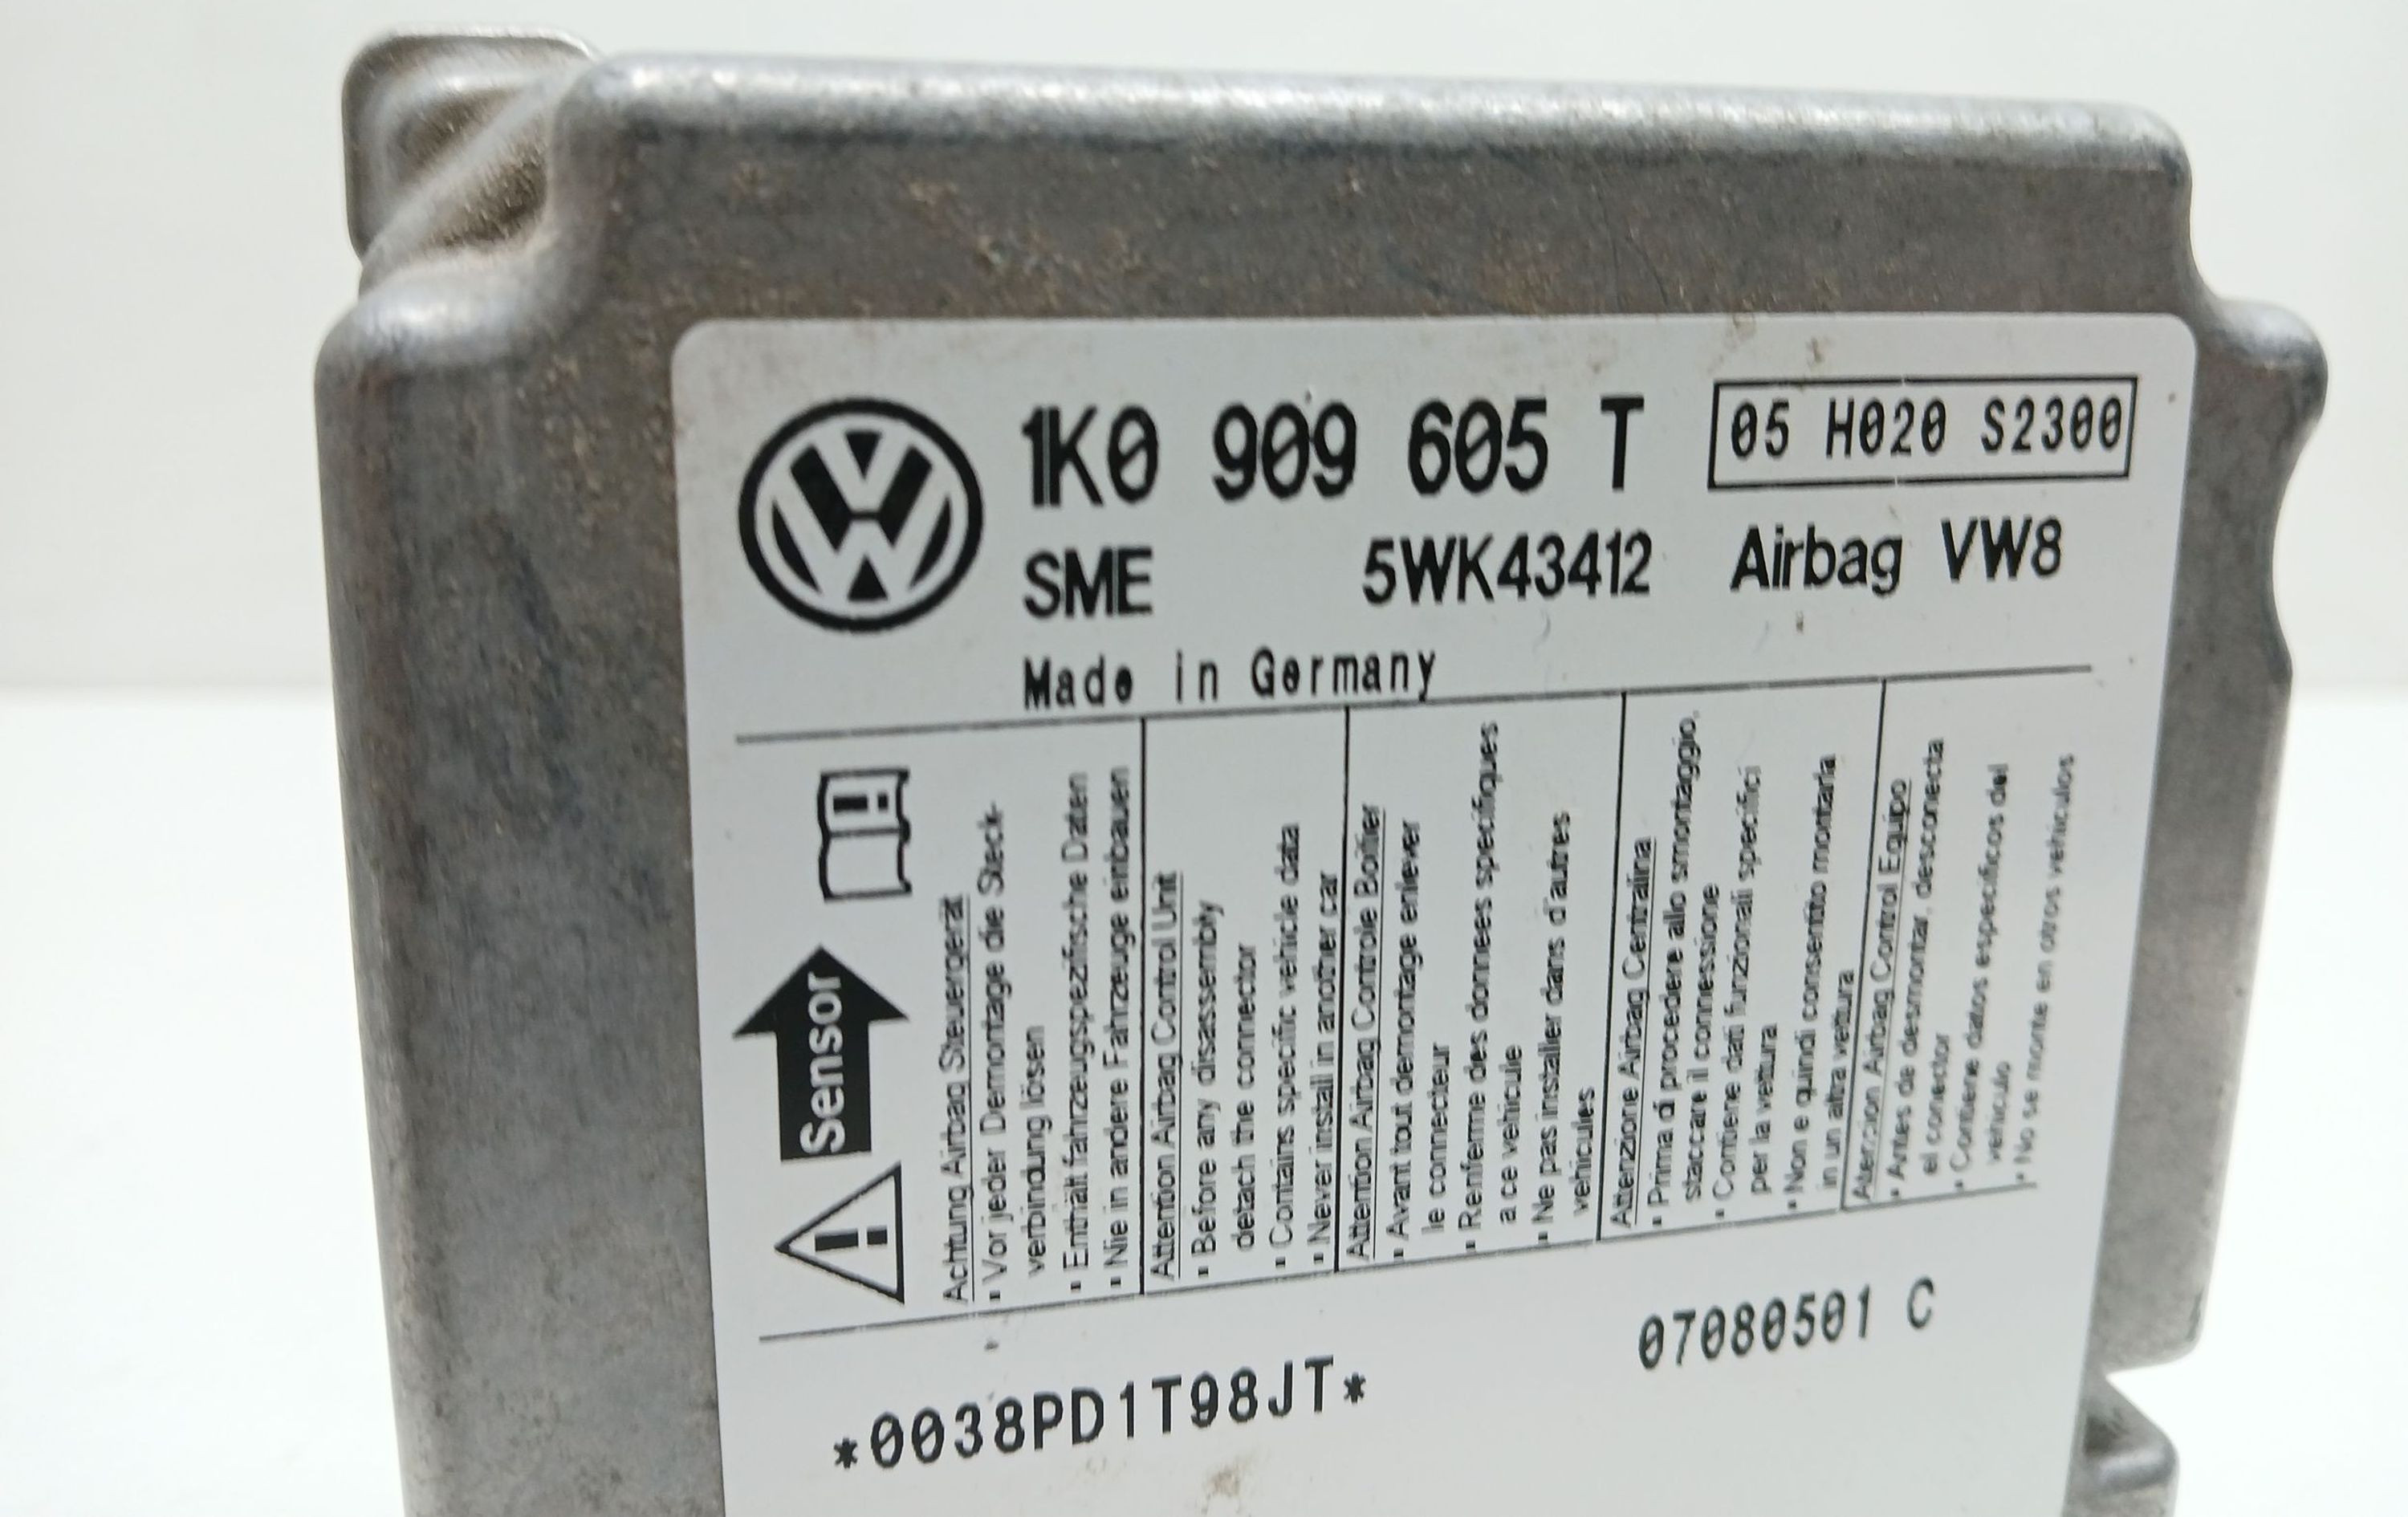 1K0 909 605 T 05 H020 S2300
SME 5WK43412 Airbag VW8
Made in Germany
Sensor
Achtung Airbag Steuergerät
▪ Vor jeder Demontage die Steck-
verbindung lösen
▪ Enthält fahrzeugspezifische Daten
▪ Nie in andere Fahrzeuge einbauen
Attention Airbag Control Unit
▪ Before any disassembly
detach the connector
▪ Contains specific vehicle data
▪ Never install in another car
Attention Airbag Controle Boitier
▪ Avant tout demontage enlever
le connecteur
▪ Renferme des donnees specifiques
a ce vehicule
▪ Ne pas installer dans d'autres
vehicules
Attenzione Airbag Centralina
▪ Prima di procedere allo smontaggio,
staccare il connessione
▪ Contiene dati funzionali specifici
per la vettura
▪ Non e quindi consentito montarla
in un altra vettura
Atencion Airbag Control Equipo
▪ Antes de desmontar, desconecta
el conector
▪ Contiene datos especificos del
vehiculo
▪ No se monte en otros vehiculos
07080501 C
*0038PD1T98JT*